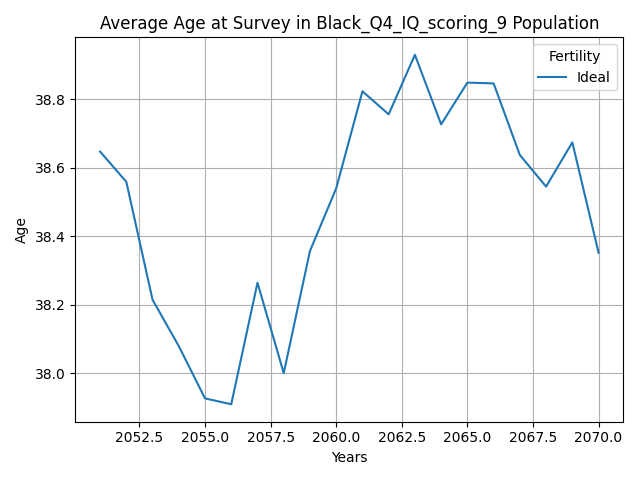 Average Age at Survey in Black_Q4_IQ_scoring_9 Population
Fertility
Ideal
Age
38.8
38.6
38.4
38.2
38.0
2052.5 2055.0 2057.5 2060.0 2062.5 2065.0 2067.5 2070.0
Years